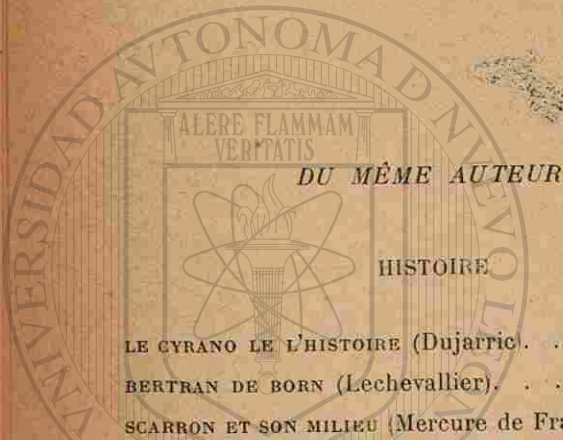 UNIVERSIDAD AUTONOMA DE NUEVO LEON
ALERE FLAMMAM
VERITATIS
DU MÊME AUTEUR
HISTOIRE
LE CYRANO LE L'HISTOIRE (Dujarric). .
BERTRAN DE BORN (Lechevallier). . .
SCARRON ET SON MILIEU (Mercure de Fra